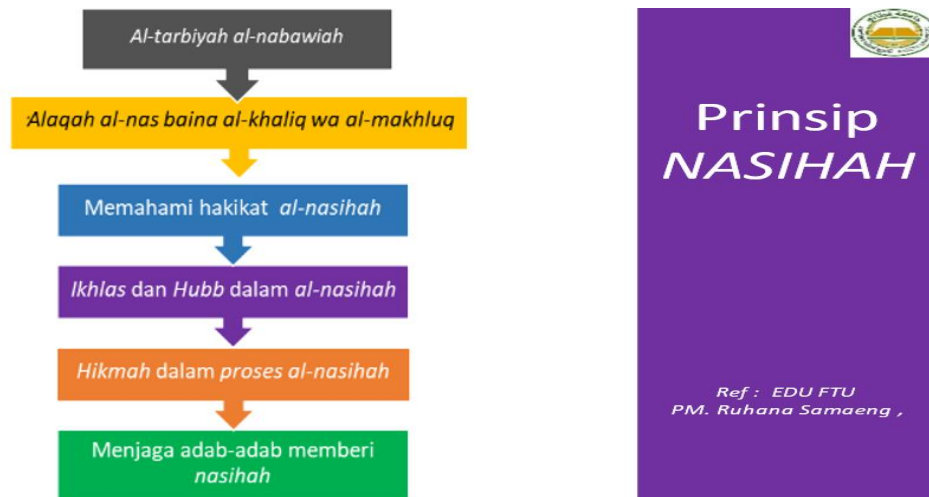 Al-tarbiyah al-nabawiah
‘Alaqah al-nas baina al-khaliq wa al-makhluq
Memahami hakikat al-nasihah
Ikhlas dan Hubb dalam al-nasihah
Hikmah dalam proses al-nasihah
Menjaga adab-adab memberi
nasihah
Prinsip
NASIHAH
Ref : EDU FTU
PM. Ruhana Samaeng ,